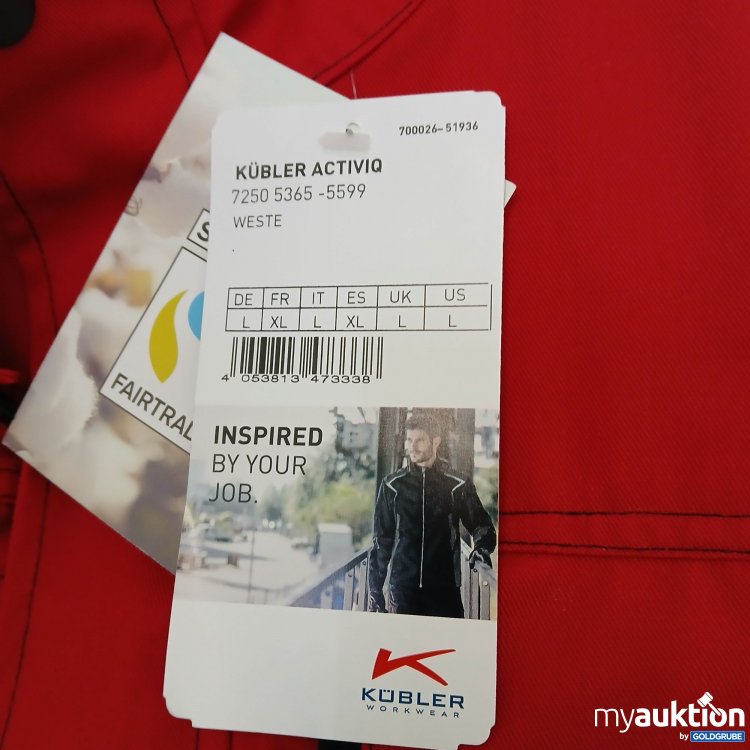 700026-51936
KÜBLER ACTIVIQ
7250 5365 -5599
WESTE
.
DE FR IT ES UK US
L XL L XL L L
4 053813 473338
FAIRTRAD
INSPIRED
BY YOUR
JOB.
KÜBLER
WORKWEAR
myauktion
by GOLDGRUBE